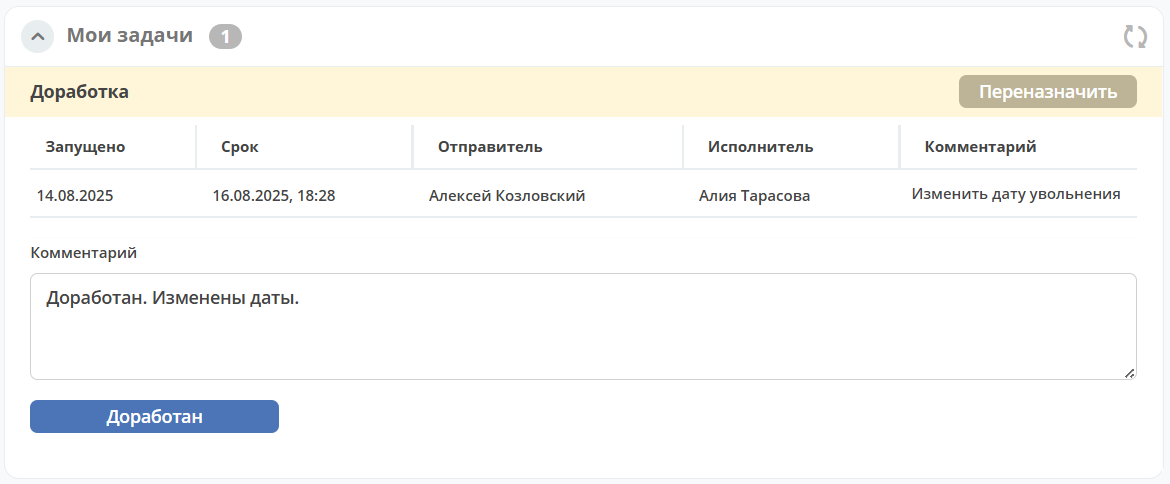 Мои задачи 1
Доработка Переназначить
Запущено Срок Отправитель Исполнитель Комментарий
14.08.2025 16.08.2025, 18:28 Алексей Козловский Алия Тарасова Изменить дату увольнения
Комментарий
Доработан. Изменены даты.
Доработан